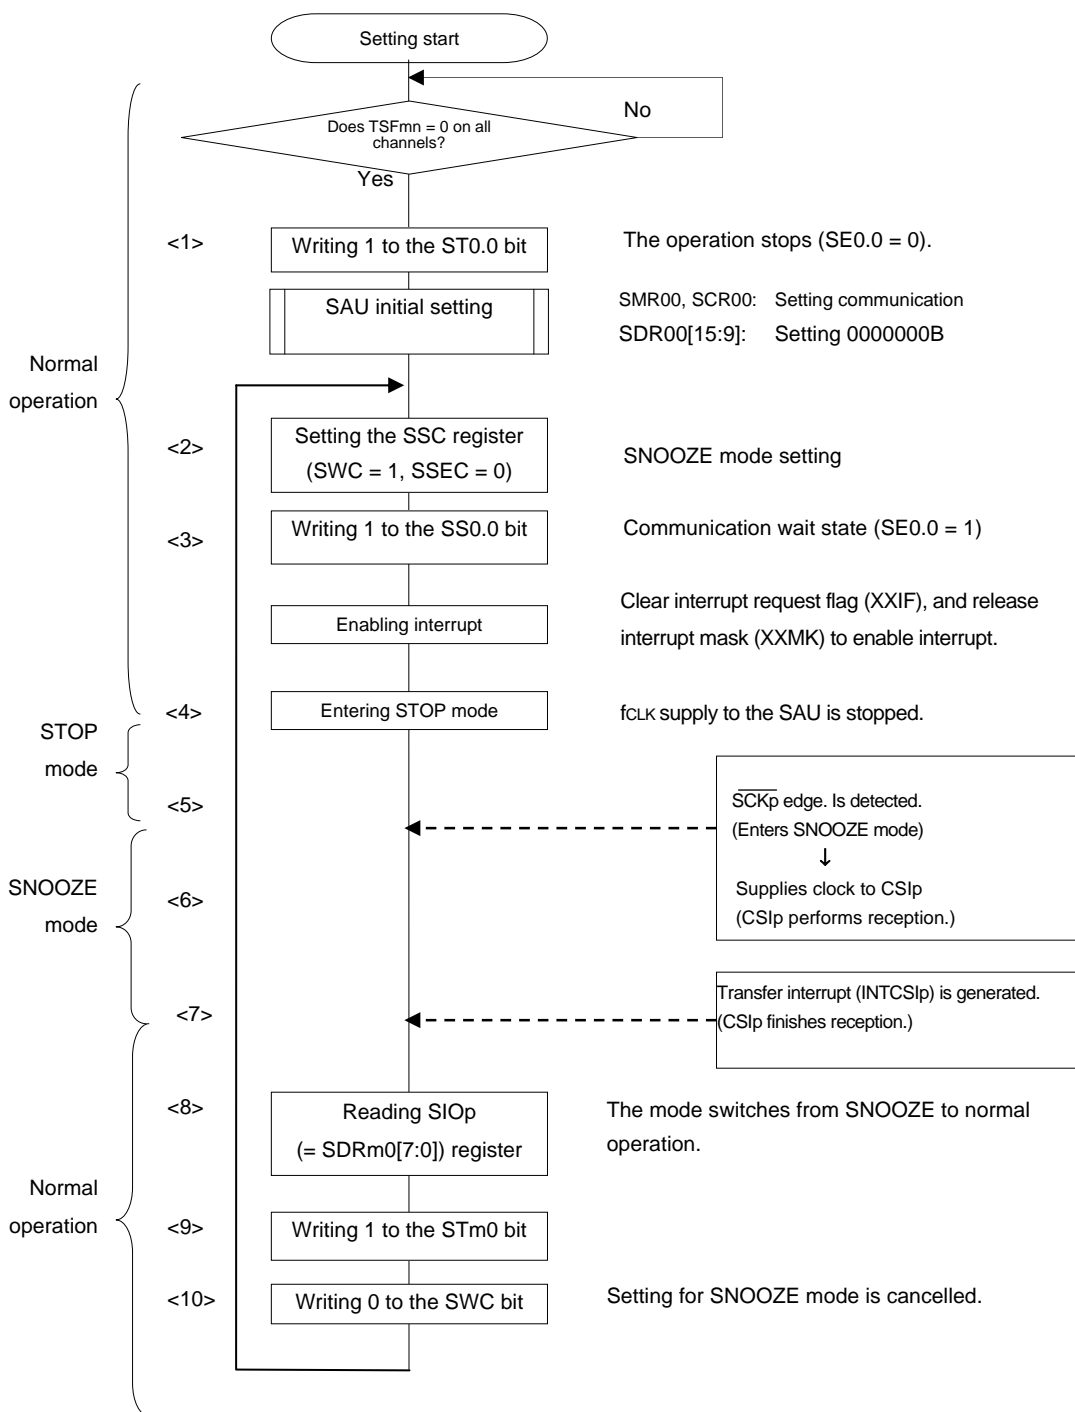 Setting start
No
Does TSFmn = 0 on all
channels?
Yes
<1>
Writing 1 to the ST0.0 bit
The operation stops (SE0.0 = 0).
SAU initial setting
SMR00, SCR00: Setting communication
SDR00[15:9]: Setting 0000000B
Normal
operation
<2>
Setting the SSC register
(SWC = 1, SSEC = 0)
SNOOZE mode setting
<3>
Writing 1 to the SS0.0 bit
Communication wait state (SE0.0 = 1)
Enabling interrupt
Clear interrupt request flag (XXIF), and release
interrupt mask (XXMK) to enable interrupt.
<4>
Entering STOP mode
fCLK supply to the SAU is stopped.
STOP
mode
<5>
SCKp edge. Is detected.
(Enters SNOOZE mode)
↓
Supplies clock to CSIp
(CSIp performs reception.)
SNOOZE
mode
<6>
<7>
Transfer interrupt (INTCSIp) is generated.
(CSIp finishes reception.)
<8>
Reading SIOp
(= SDRm0[7:0]) register
The mode switches from SNOOZE to normal
operation.
Normal
operation
<9>
Writing 1 to the STm0 bit
<10>
Writing 0 to the SWC bit
Setting for SNOOZE mode is cancelled.